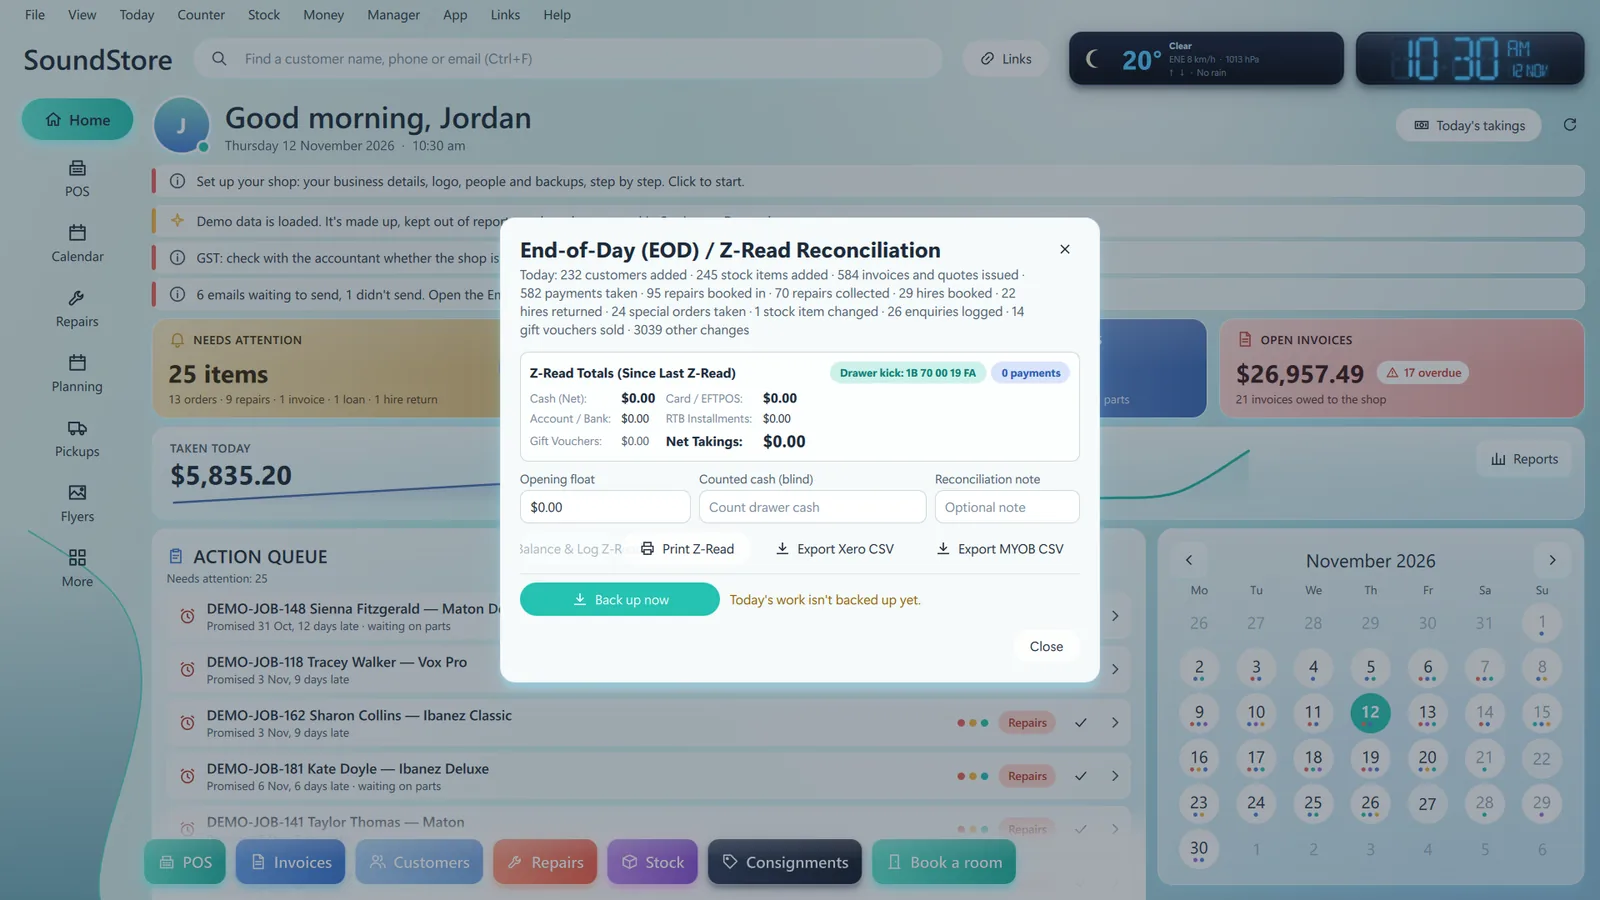 File View Today Counter Stock Money Manager App Links Help
SoundStore
Find a customer name, phone or email (Ctrl+F)
Links
20°
Clear
ENE 8 km/h · 1013 hPa
↑ ↓ · No rain
10:30 AM
12 NOV
Home
POS
Calendar
Repairs
Planning
Pickups
Flyers
More
J
Good morning, Jordan
Thursday 12 November 2026 · 10:30 am
Today's takings
Set up your shop: your business details, logo, people and backups, step by step. Click to start.
Demo data is loaded. It's made up, kept out of
GST: check with the accountant whether the shop is
6 emails waiting to send, 1 didn't send. Open the
NEEDS ATTENTION
25 items
13 orders · 9 repairs · 1 invoice · 1 loan · 1 hire return
parts
OPEN INVOICES
$26,957.49
17 overdue
21 invoices owed to the shop
TAKEN TODAY
$5,835.20
Reports
End-of-Day (EOD) / Z-Read Reconciliation
Today: 232 customers added · 245 stock items added · 584 invoices and quotes issued ·
582 payments taken · 95 repairs booked in · 70 repairs collected · 29 hires booked · 22
hires returned · 24 special orders taken · 1 stock item changed · 26 enquiries logged · 14
gift vouchers sold · 3039 other changes
Z-Read Totals (Since Last Z-Read)
Drawer kick: 1B 70 00 19 FA
0 payments
Cash (Net): $0.00 Card / EFTPOS: $0.00
Account / Bank: $0.00 RTB Installments: $0.00
Gift Vouchers: $0.00 Net Takings: $0.00
Opening float
Counted cash (blind)
Reconciliation note
$0.00
Count drawer cash
Optional note
Balance & Log Z-R
Print Z-Read
Export Xero CSV
Export MYOB CSV
Back up now
Today's work isn't backed up yet.
Close
ACTION QUEUE
Needs attention: 25
DEMO-JOB-148 Sienna Fitzgerald — Maton
Promised 31 Oct, 12 days late · waiting on parts
DEMO-JOB-118 Tracey Walker — Vox Pro
Promised 3 Nov, 9 days late
DEMO-JOB-162 Sharon Collins — Ibanez Classic
Promised 3 Nov, 9 days late
Repairs
DEMO-JOB-181 Kate Doyle — Ibanez Deluxe
Promised 6 Nov, 6 days late · waiting on parts
Repairs
DEMO-JOB-141 Taylor Thomas — Maton
Repairs
November 2026
Mo Tu We Th Fr Sa Su
26 27 28 29 30 31 1
2 3 4 5 6 7 8
9 10 11 12 13 14 15
16 17 18 19 20 21 22
23 24 25 26 27 28 29
30 1 2 3 4 5 6
POS
Invoices
Customers
Repairs
Stock
Consignments
Book a room